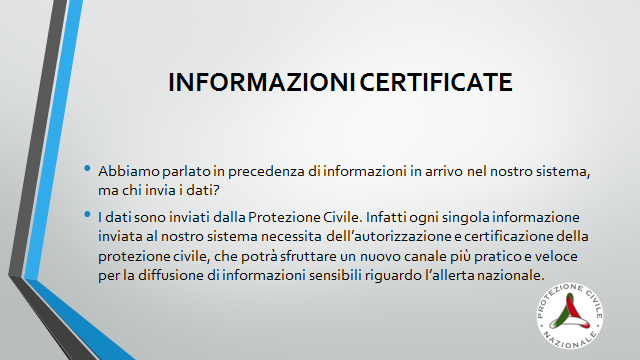 INFORMAZIONI CERTIFICATE
• Abbiamo parlato in precedenza di informazioni in arrivo nel nostro sistema,
ma chi invia i dati?
• I dati sono inviati dalla Protezione Civile. Infatti ogni singola informazione
inviata al nostro sistema necessita dell'autorizzazione e certificazione della
protezione civile, che potrà sfruttare un nuovo canale più pratico e veloce
per la diffusione di informazioni sensibili riguardo l'allerta nazionale.
PROTEZIONE CIVILE
NAZIONALE